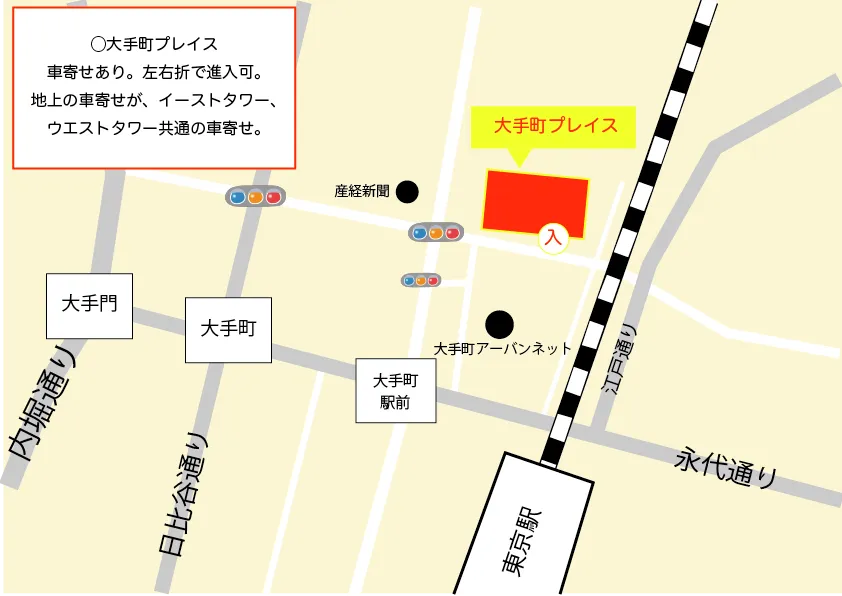 ○大手町プレイス
車寄せあり。左右折で進入可。
地上の車寄せが、イーストタワー、
ウエストタワー共通の車寄せ。
大手町プレイス
産経新聞
入
大手門
大手町
大手町アーバンネット
大手町
駅前
江戸通り
内堀通り
日比谷通り
永代通り
東京駅